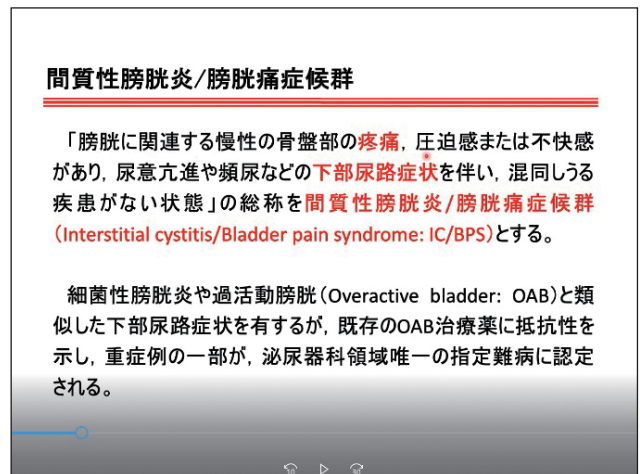 間質性膀胱炎/膀胱痛症候群
「膀胱に関連する慢性の骨盤部の疼痛，圧迫感または不快感
があり，尿意亢進や頻尿などの下部尿路症状を伴い，混同しうる
疾患がない状態」の総称を間質性膀胱炎/膀胱痛症候群
（Interstitial cystitis/Bladder pain syndrome: IC/BPS）とする。
細菌性膀胱炎や過活動膀胱（Overactive bladder: OAB）と類
似した下部尿路症状を有するが，既存のOAB治療薬に抵抗性を
示し，重症例の一部が，泌尿器科領域唯一の指定難病に認定
される。